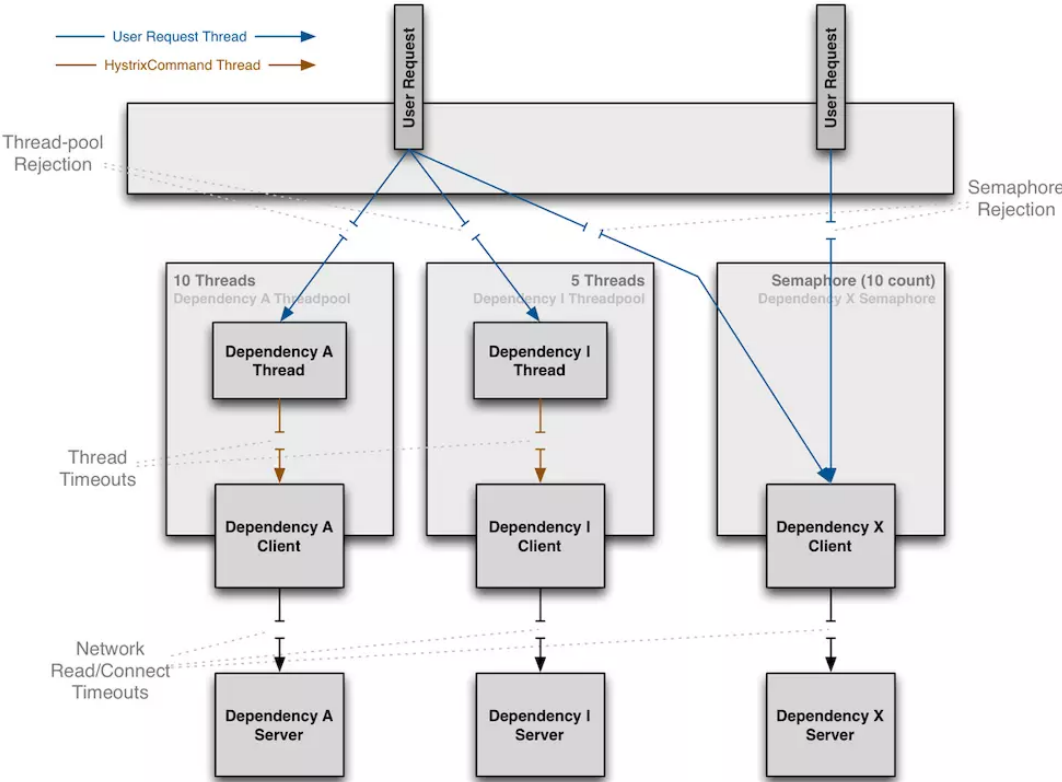 User Request Thread
HystrixCommand Thread
User Request
User Request
Thread-pool
Rejection
Semaphore
Rejection
10 Threads
Dependency A Threadpool
5 Threads
Dependency I Threadpool
Semaphore (10 count)
Dependency X Semaphore
Dependency A
Thread
Dependency I
Thread
Thread
Timeouts
Dependency A
Client
Dependency I
Client
Dependency X
Client
Network
Read/Connect
Timeouts
Dependency A
Server
Dependency I
Server
Dependency X
Server